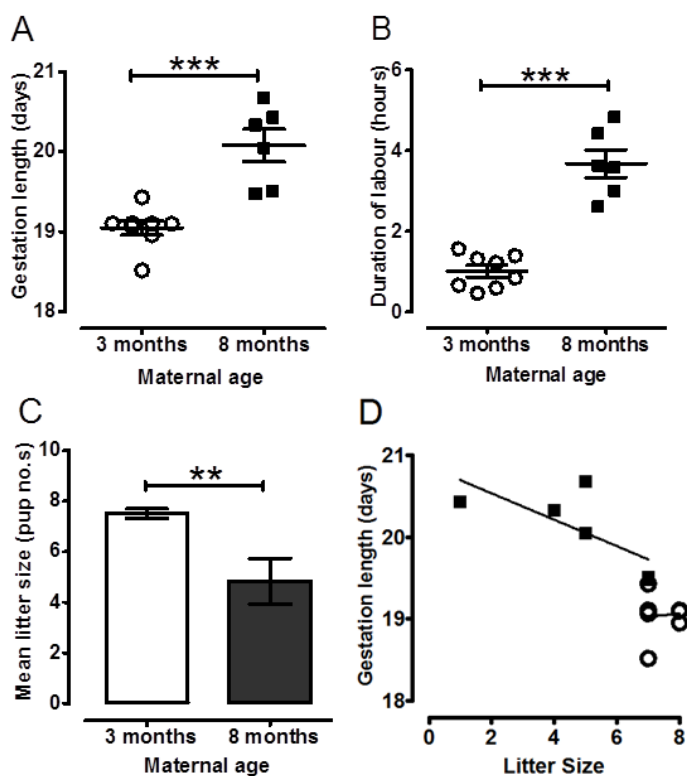 A
Gestation length (days)
21
20
19
18
***
3 months 8 months
Maternal age
B
Duration of labour (hours)
6
4
2
0
***
3 months 8 months
Maternal age
C
Mean litter size (pup no.s)
10
8
6
4
2
0
**
3 months 8 months
Maternal age
D
Gestation length (days)
21
20
19
18
0 2 4 6 8
Litter Size